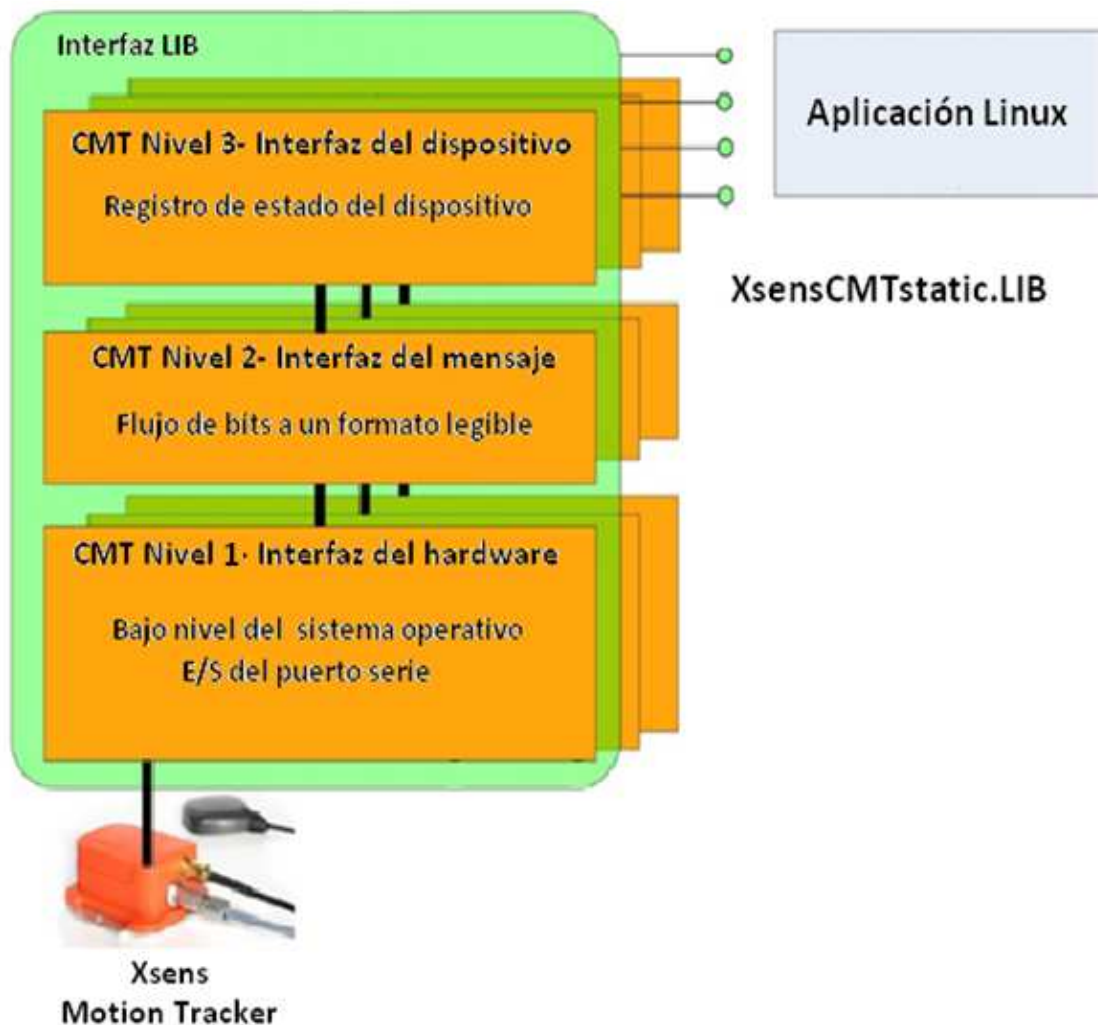 Interfaz LIB
CMT Nivel 3- Interfaz del dispositivo
Registro de estado del dispositivo
Aplicación Linux
XsensCMTstatic.LIB
CMT Nivel 2- Interfaz del mensaje
Flujo de bits a un formato legible
CMT Nivel 1- Interfaz del hardware
Bajo nivel del sistema operativo
E/S del puerto serie
Xsens
Motion Tracker